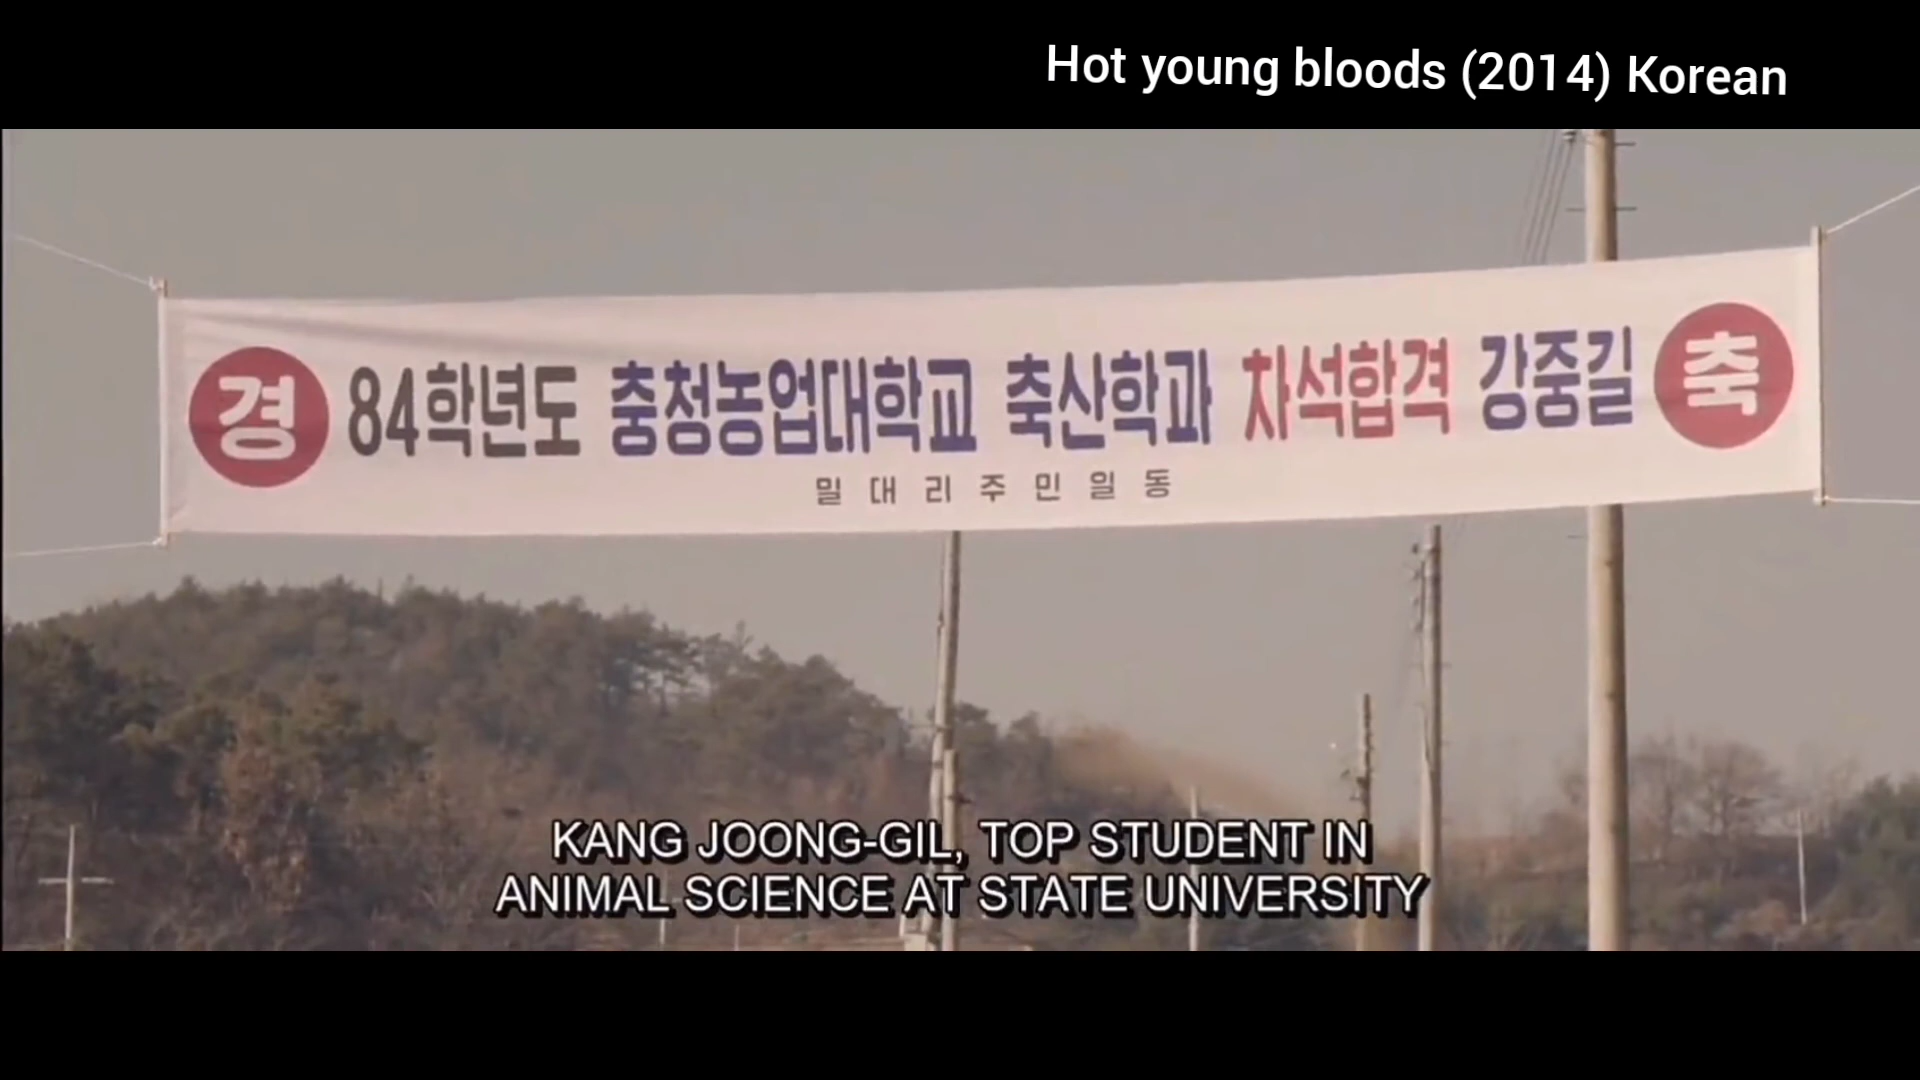 Hot young bloods (2014) Korean
경 84학년도 충청농업대학교 축산학과 차석합격 강중길 축
밀대리주민일동
KANG JOONG-GIL, TOP STUDENT IN
ANIMAL SCIENCE AT STATE UNIVERSITY